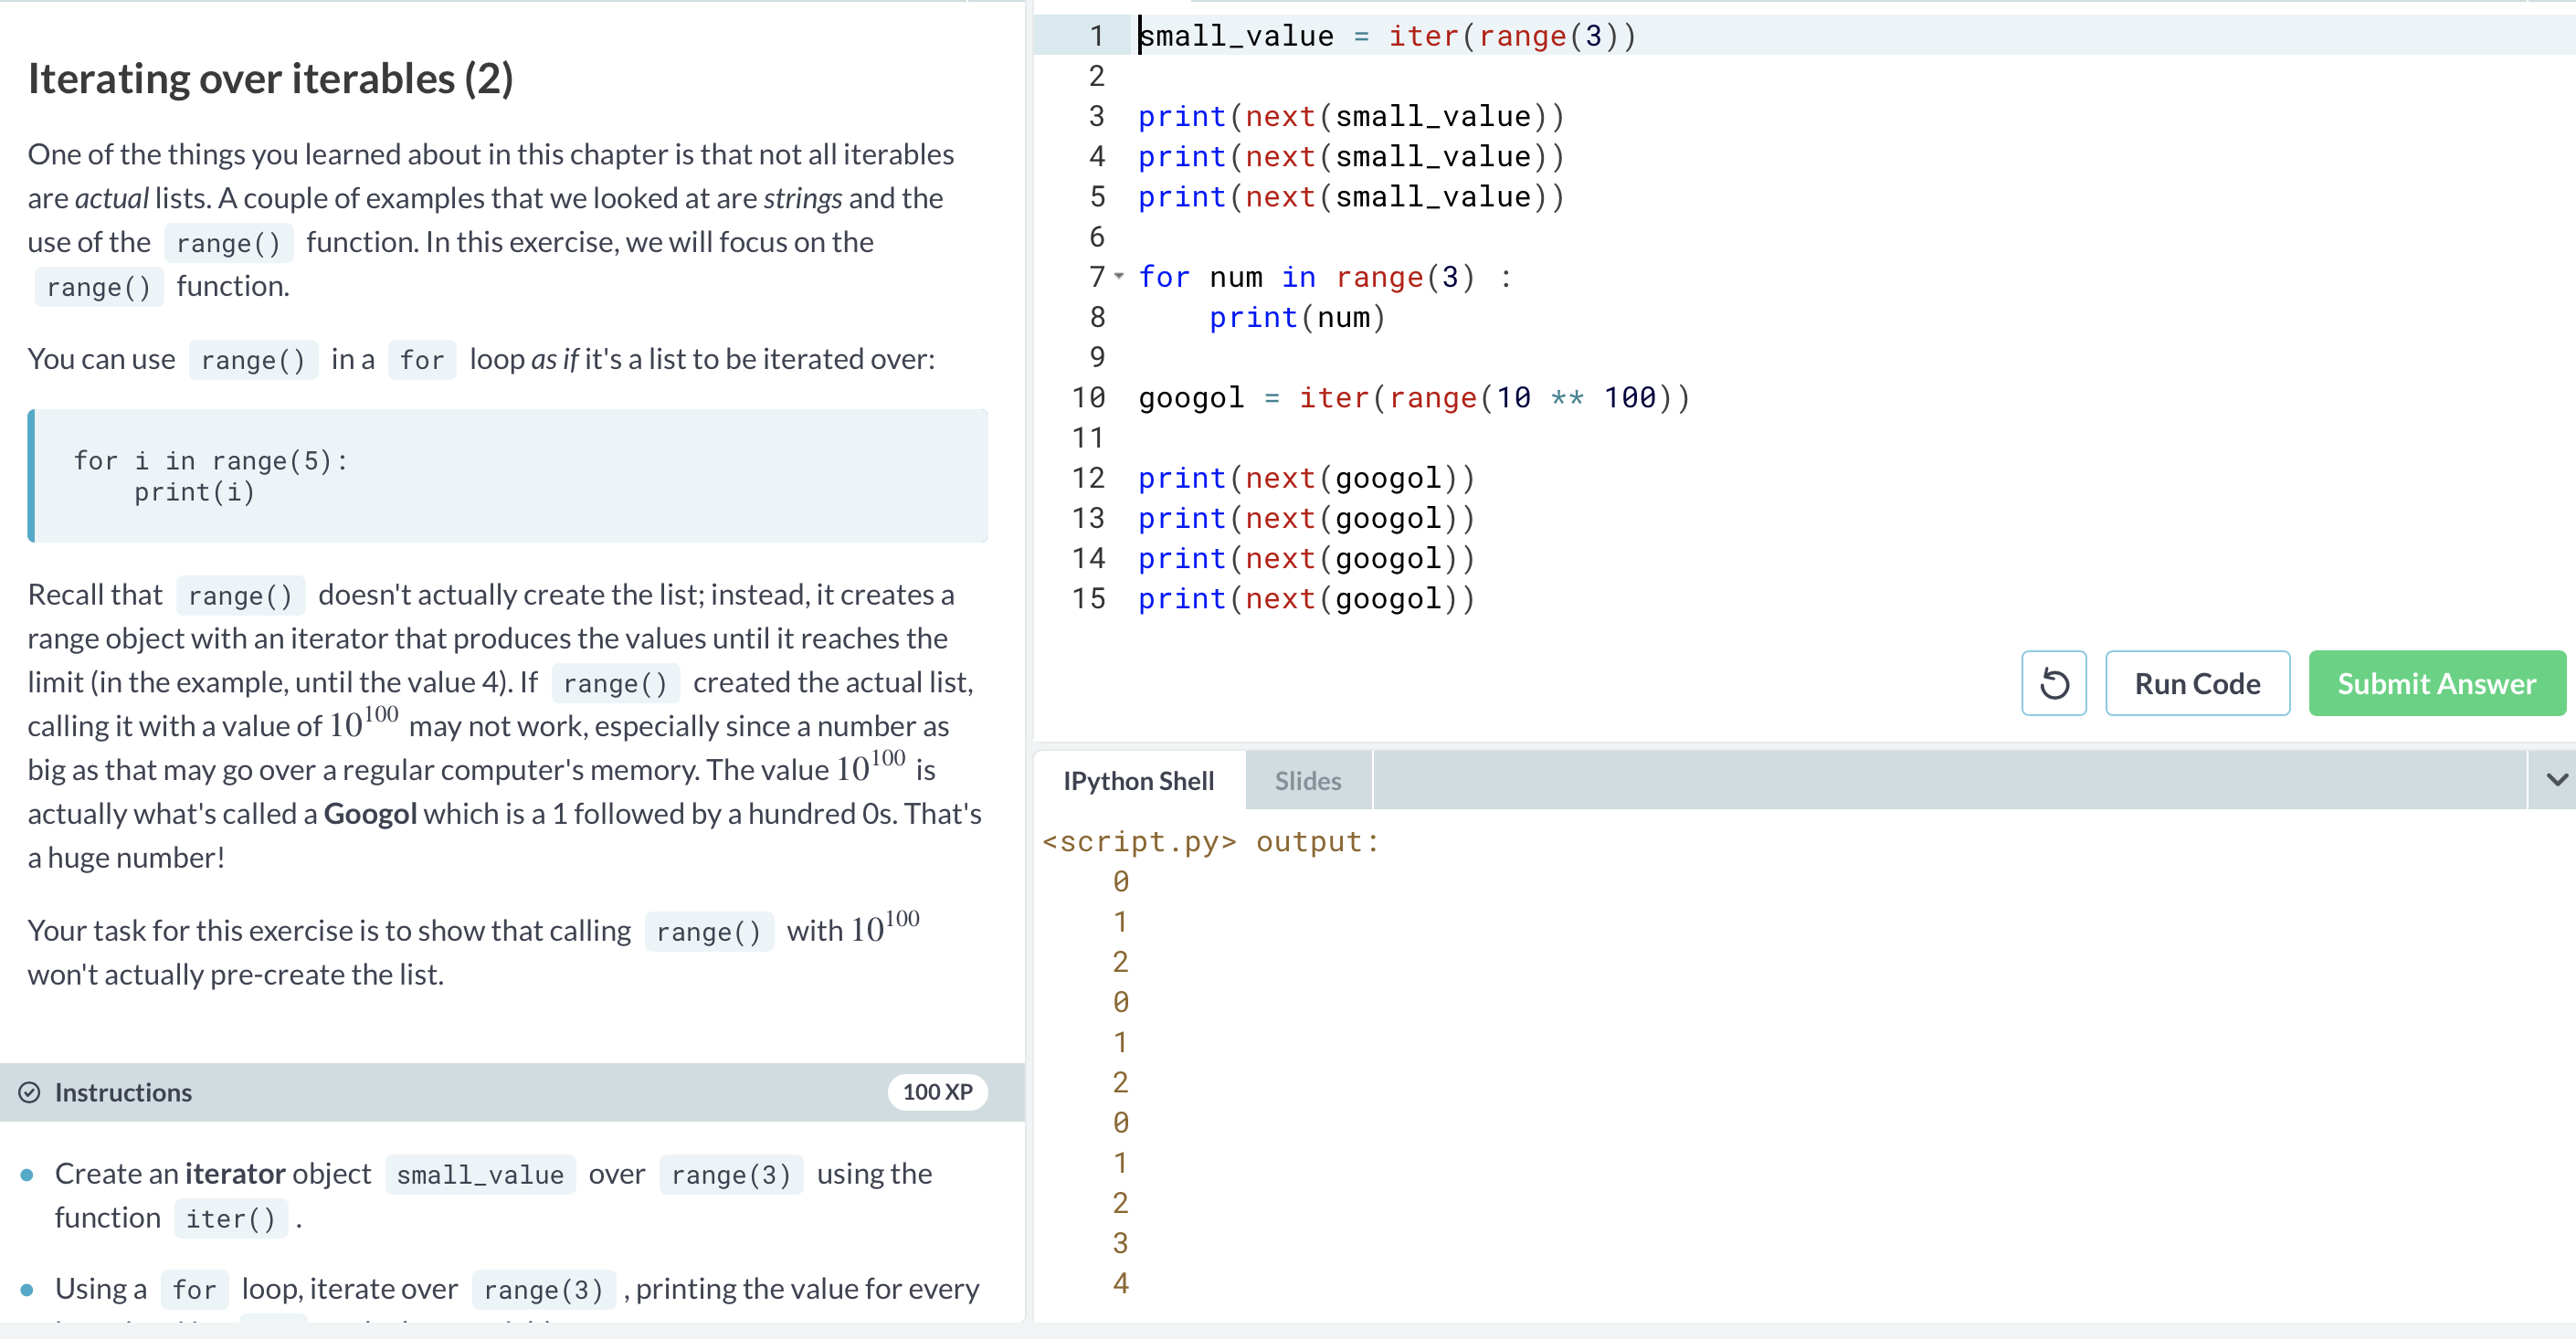 Iterating over iterables (2)
One of the things you learned about in this chapter is that not all iterables
are actual lists. A couple of examples that we looked at are strings and the
use of the range() function. In this exercise, we will focus on the
range() function.
You can use range() in a for loop as if it's a list to be iterated over:
for i in range(5):
    print(i)
Recall that range() doesn't actually create the list; instead, it creates a
range object with an iterator that produces the values until it reaches the
limit (in the example, until the value 4). If range() created the actual list,
calling it with a value of 10^100 may not work, especially since a number as
big as that may go over a regular computer's memory. The value 10^100 is
actually what's called a Googol which is a 1 followed by a hundred 0s. That's
a huge number!
Your task for this exercise is to show that calling range() with 10^100
won't actually pre-create the list.
Instructions 100 XP
Create an iterator object small_value over range(3) using the
function iter() .
Using a for loop, iterate over range(3) , printing the value for every
1 small_value = iter(range(3))
2
3 print(next(small_value))
4 print(next(small_value))
5 print(next(small_value))
6
7 for num in range(3) :
8     print(num)
9
10 googol = iter(range(10 ** 100))
11
12 print(next(googol))
13 print(next(googol))
14 print(next(googol))
15 print(next(googol))
Run Code Submit Answer
IPython Shell Slides
<script.py> output:
0
1
2
0
1
2
0
1
2
3
4